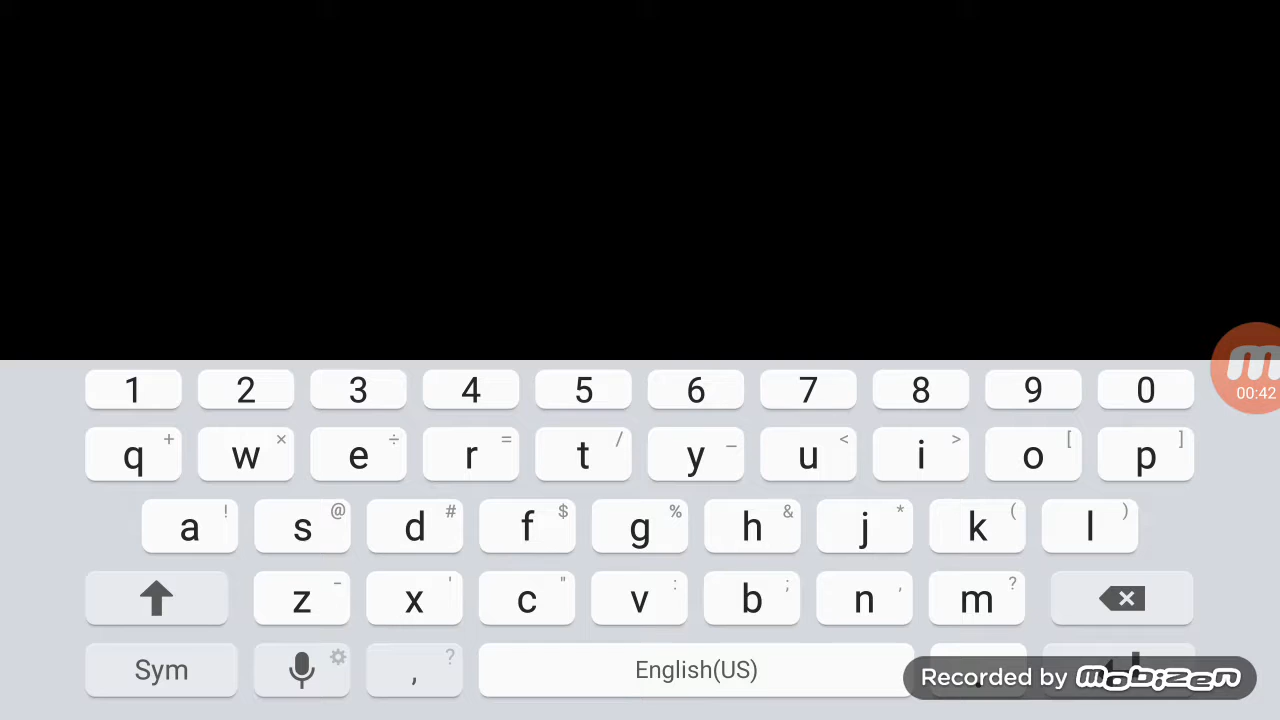 1 2 3 4 5 6 7 8 9 0
q + w × e ÷ r = t / y _ u < i > o [ p ]
a ! s @ d # f $ g % h & j * k ( l )
00:42
z - x ' c " v : b ; n , m ?
Sym , ? English(US) Recorded by mobizen